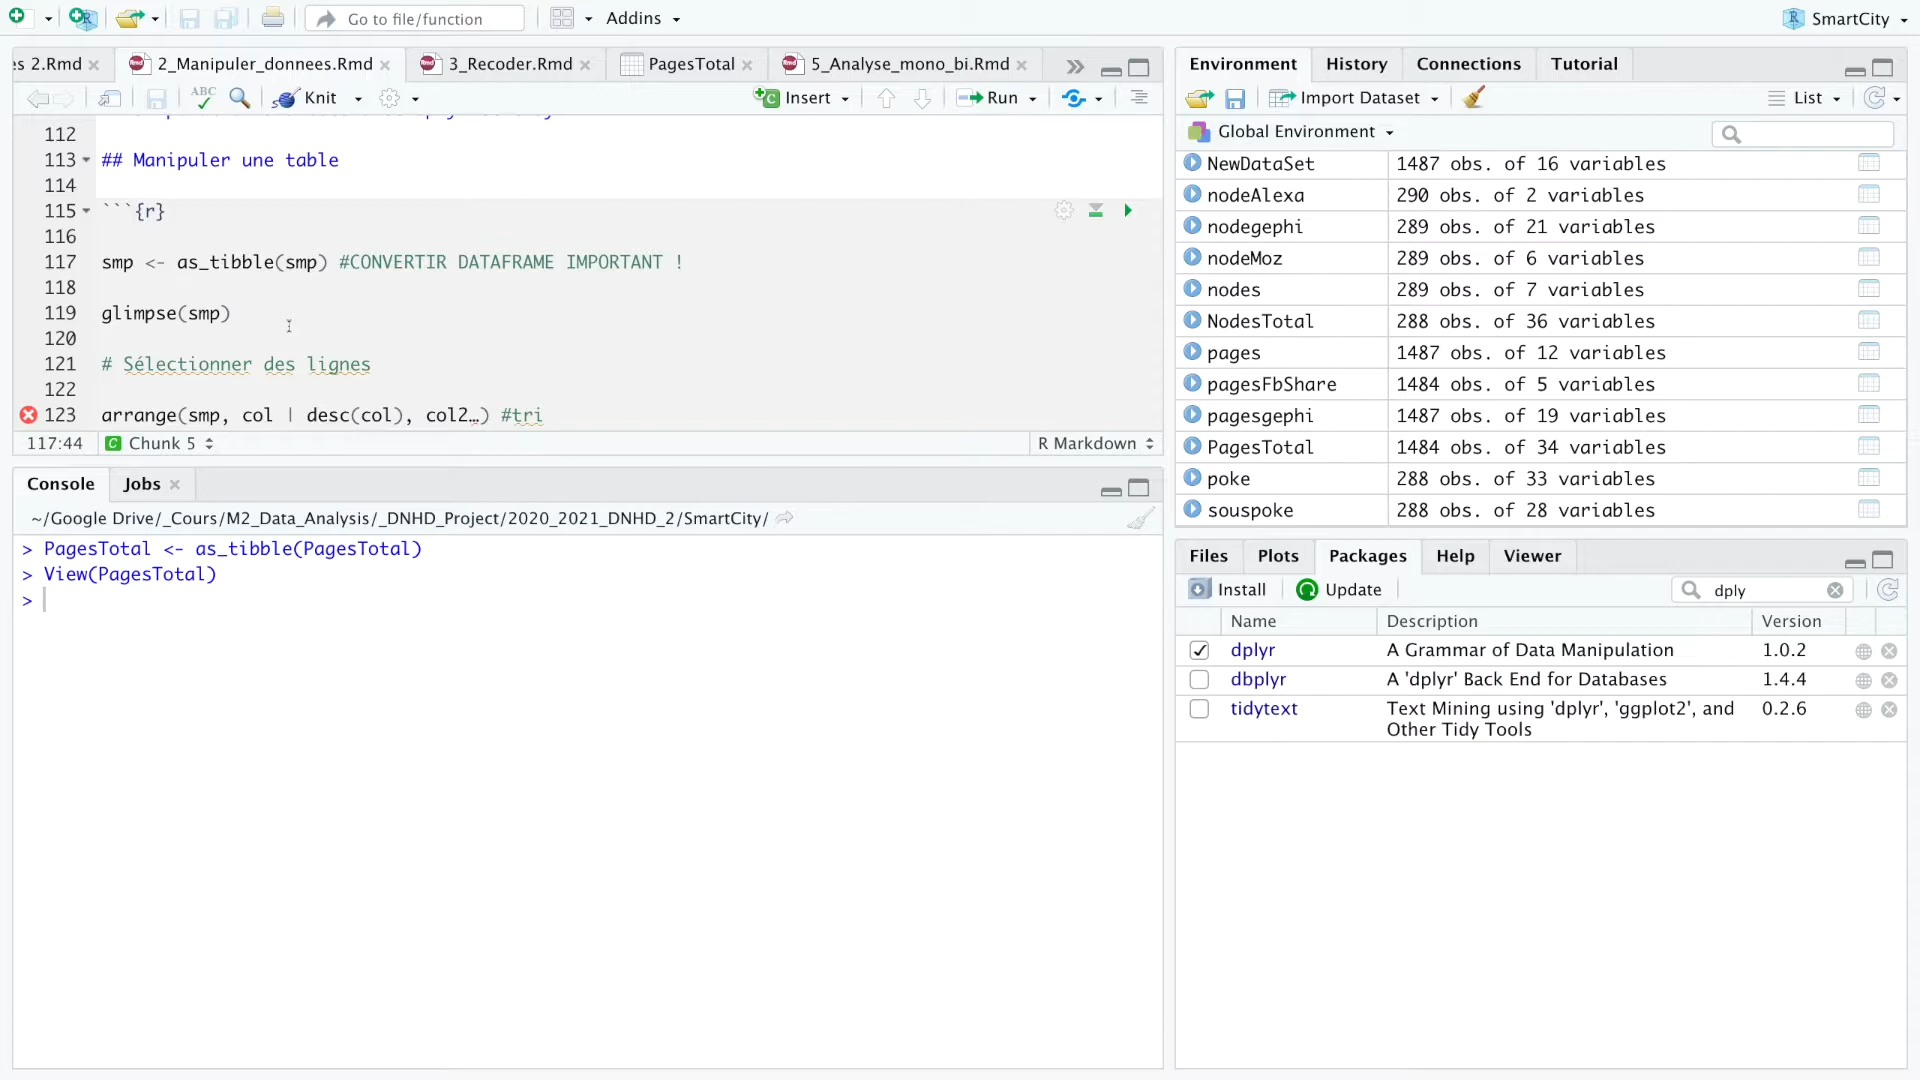 Go to file/function
Addins
SmartCity
es 2.Rmd
2_Manipuler_donnees.Rmd
3_Recoder.Rmd
PagesTotal
5_Analyse_mono_bi.Rmd
ABC
Knit
Insert
Run
112
113 ## Manipuler une table
114
115 ```{r}
116
117 smp <- as_tibble(smp) #CONVERTIR DATAFRAME IMPORTANT !
118
119 glimpse(smp)
120
121 # Sélectionner des lignes
122
123 arrange(smp, col | desc(col), col2…) #tri
117:44 Chunk 5 R Markdown
Console Jobs
~/Google Drive/_Cours/M2_Data_Analysis/_DNHD_Project/2020_2021_DNHD_2/SmartCity/
> PagesTotal <- as_tibble(PagesTotal)
> View(PagesTotal)
>
Environment History Connections Tutorial
Import Dataset List
Global Environment
NewDataSet 1487 obs. of 16 variables
nodeAlexa 290 obs. of 2 variables
nodegephi 289 obs. of 21 variables
nodeMoz 289 obs. of 6 variables
nodes 289 obs. of 7 variables
NodesTotal 288 obs. of 36 variables
pages 1487 obs. of 12 variables
pagesFbShare 1484 obs. of 5 variables
pagesgephi 1487 obs. of 19 variables
PagesTotal 1484 obs. of 34 variables
poke 288 obs. of 33 variables
souspoke 288 obs. of 28 variables
Files Plots Packages Help Viewer
Install Update dply
Name Description Version
dplyr A Grammar of Data Manipulation 1.0.2
dbplyr A 'dplyr' Back End for Databases 1.4.4
tidytext Text Mining using 'dplyr', 'ggplot2', and 0.2.6
Other Tidy Tools